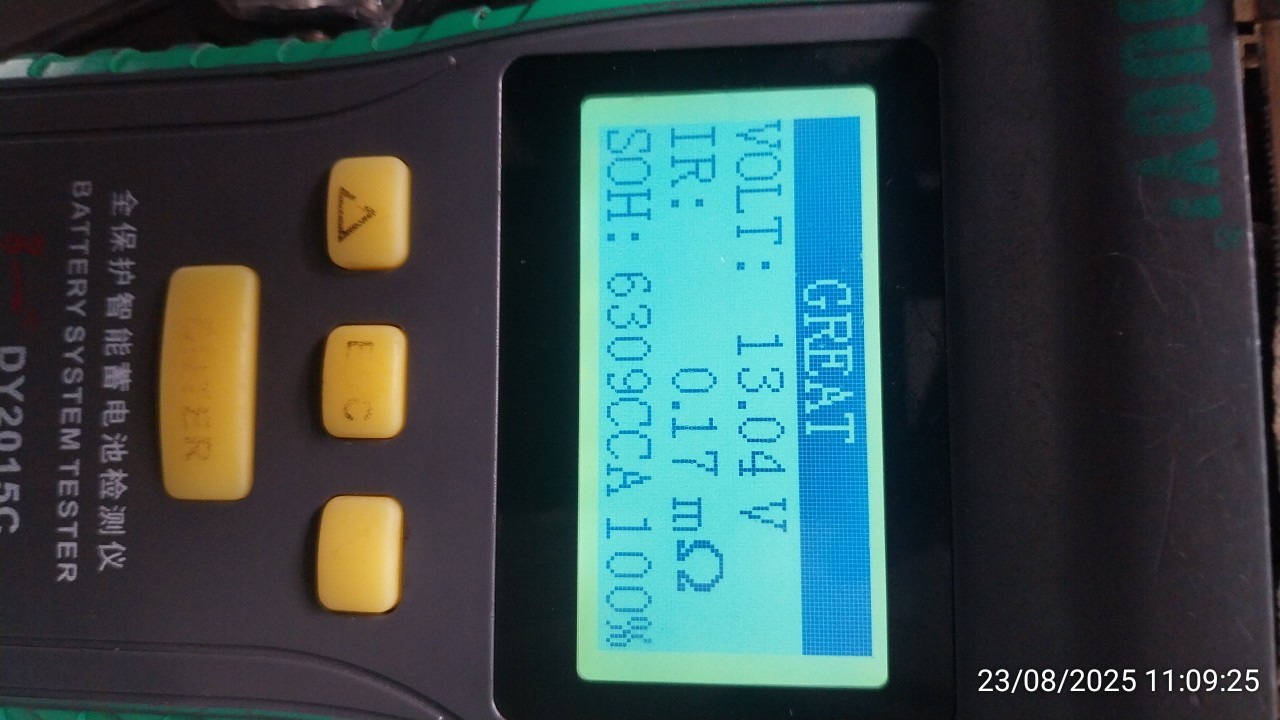 DUOYI
GREAT
VOLT: 13.04 V
IR: 0.17 mΩ
SOH: 6309CCA 100%
ENTER
全保护智能蓄电池检测仪
BATTERY SYSTEM TESTER
DY2015C
23/08/2025 11:09:25